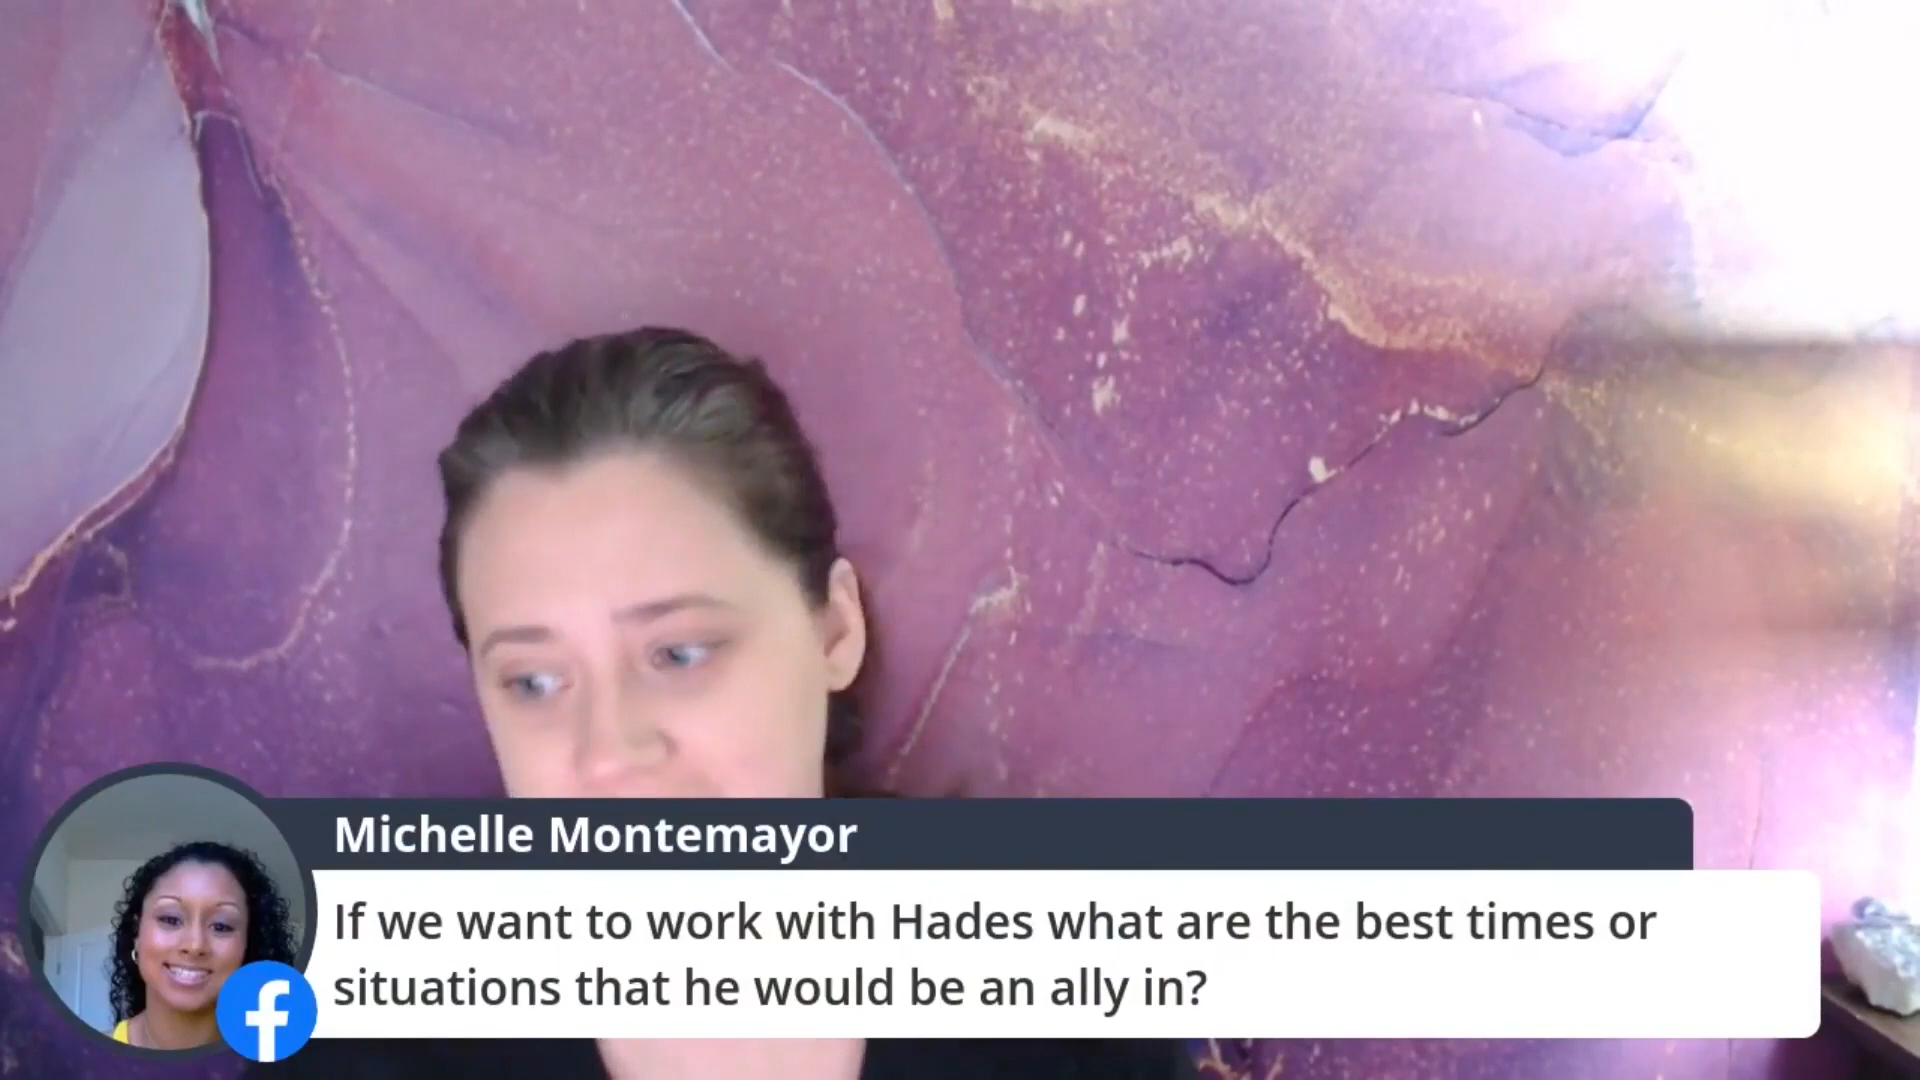 Michelle Montemayor
If we want to work with Hades what are the best times or
situations that he would be an ally in?